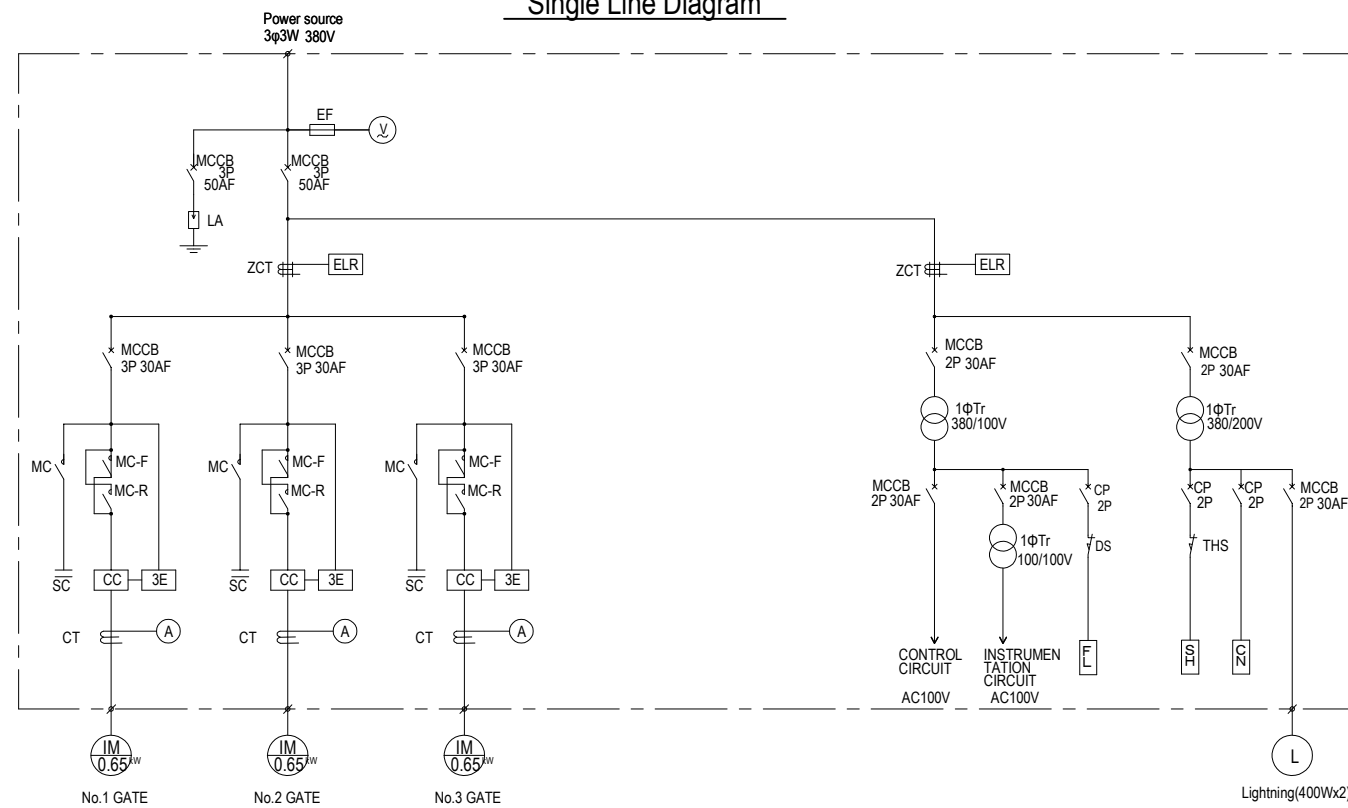 Single Line Diagram
Power source
3φ3W 380V
EF
V
MCCB
3P
50AF
MCCB
3P
50AF
LA
ZCT
ELR
ZCT
ELR
MCCB
3P 30AF
MCCB
3P 30AF
MCCB
3P 30AF
MCCB
2P 30AF
MCCB
2P 30AF
1ΦTr
380/100V
1ΦTr
380/200V
MC
MC-F
MC-R
MC
MC-F
MC-R
MC
MC-F
MC-R
MCCB
2P 30AF
MCCB
2P 30AF
CP
2P
CP
2P
CP
2P
MCCB
2P 30AF
1ΦTr
100/100V
DS
THS
SC
CC
3E
SC
CC
3E
SC
CC
3E
CT
A
CT
A
CT
A
CONTROL
CIRCUIT
AC100V
INSTRUMEN
TATION
CIRCUIT
AC100V
FL
SH
CN
IM
0.65kW
IM
0.65kW
IM
0.65kW
L
No.1 GATE
No.2 GATE
No.3 GATE
Lightning(400Wx2)